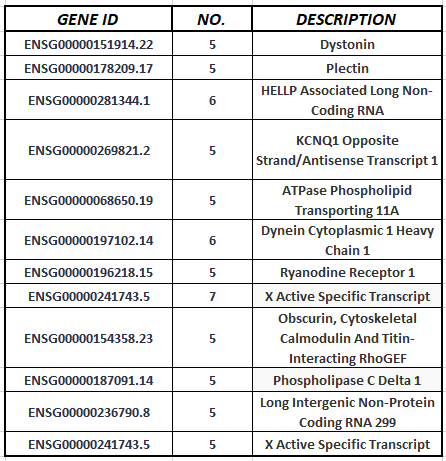 GENE ID NO. DESCRIPTION
ENSG00000151914.22 5 Dystonin
ENSG00000178209.17 5 Plectin
ENSG00000281344.1 6 HELLP Associated Long Non-
Coding RNA
ENSG00000269821.2 5 KCNQ1 Opposite
Strand/Antisense Transcript 1
ENSG00000068650.19 5 ATPase Phospholipid
Transporting 11A
ENSG00000197102.14 6 Dynein Cytoplasmic 1 Heavy
Chain 1
ENSG00000196218.15 5 Ryanodine Receptor 1
ENSG00000241743.5 7 X Active Specific Transcript
ENSG00000154358.23 5 Obscurin, Cytoskeletal
Calmodulin And Titin-
Interacting RhoGEF
ENSG00000187091.14 5 Phospholipase C Delta 1
ENSG00000236790.8 5 Long Intergenic Non-Protein
Coding RNA 299
ENSG00000241743.5 5 X Active Specific Transcript